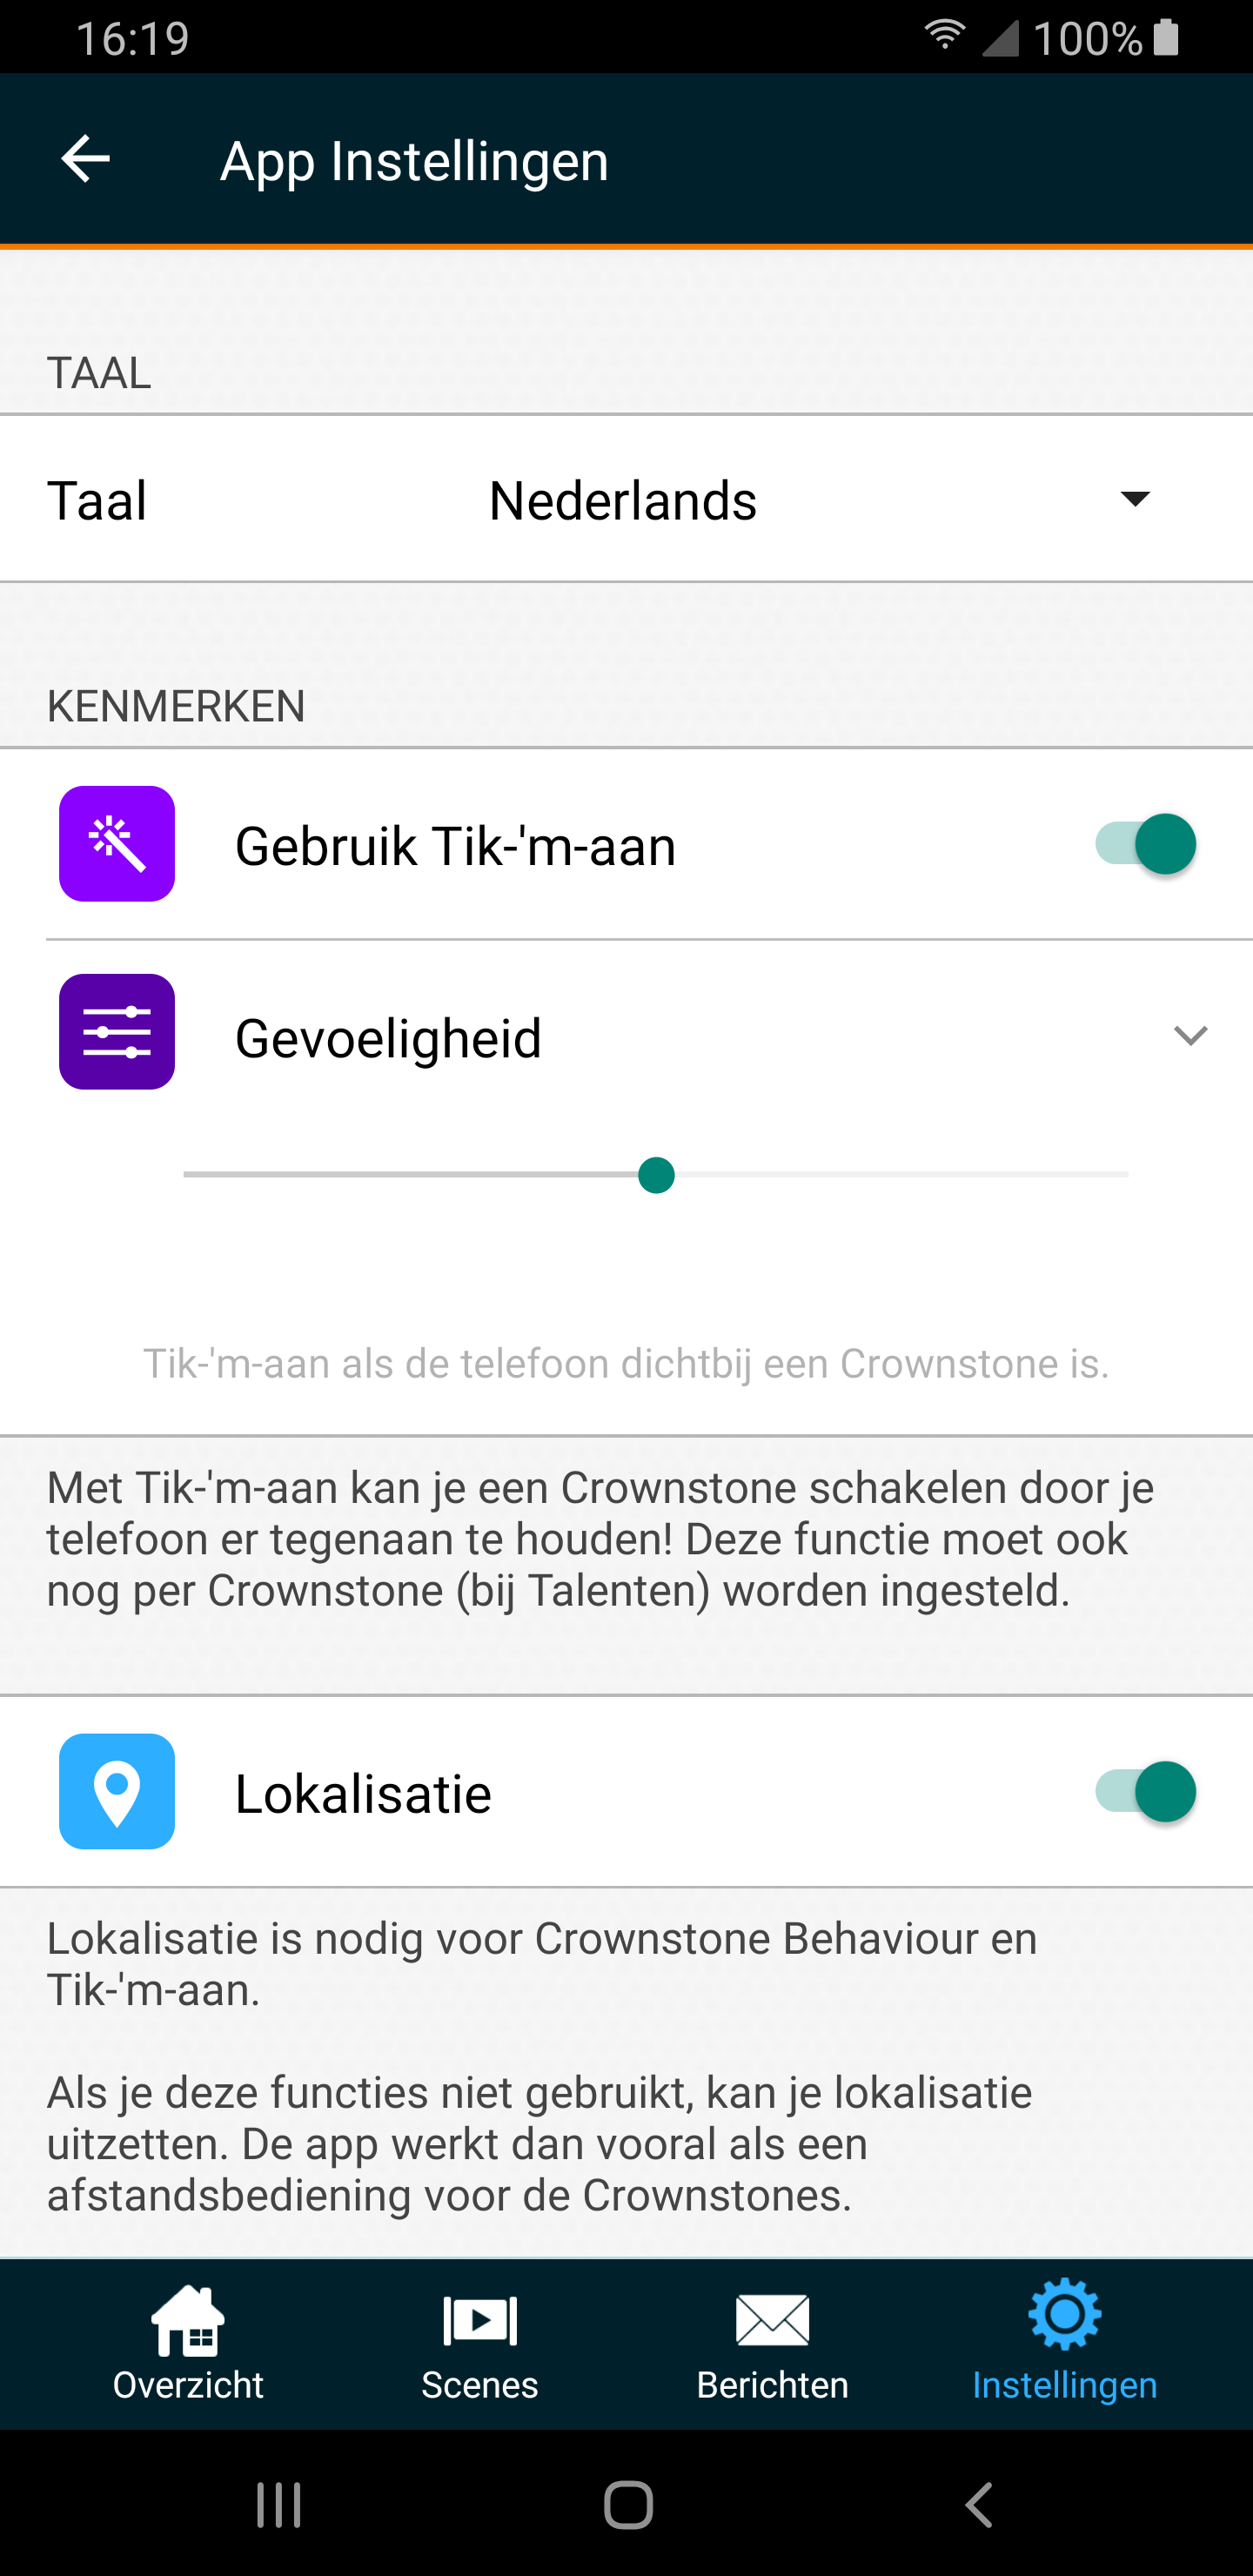 16:19
100%
App Instellingen
TAAL
Taal
Nederlands
KENMERKEN
Gebruik Tik-'m-aan
Gevoeligheid
Tik-'m-aan als de telefoon dichtbij een Crownstone is.
Met Tik-'m-aan kan je een Crownstone schakelen door je
telefoon er tegenaan te houden! Deze functie moet ook
nog per Crownstone (bij Talenten) worden ingesteld.
Lokalisatie
Lokalisatie is nodig voor Crownstone Behaviour en
Tik-'m-aan.
Als je deze functies niet gebruikt, kan je lokalisatie
uitzetten. De app werkt dan vooral als een
afstandsbediening voor de Crownstones.
Overzicht
Scenes
Berichten
Instellingen